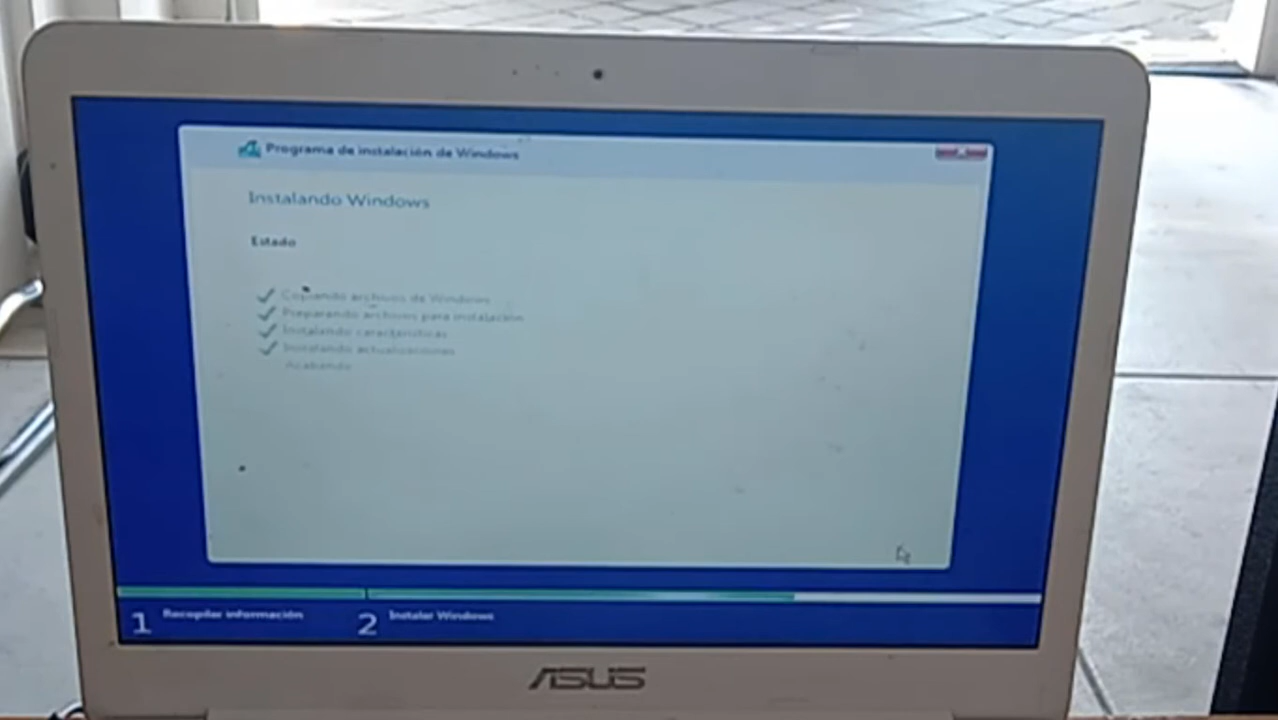 Programa de instalación de Windows
Instalando Windows
Estado
Copiando archivos de Windows
Preparando archivos para instalación
Instalando características
Instalando actualizaciones
Acabando
1 Recopilar información
2 Instalar Windows
ASUS